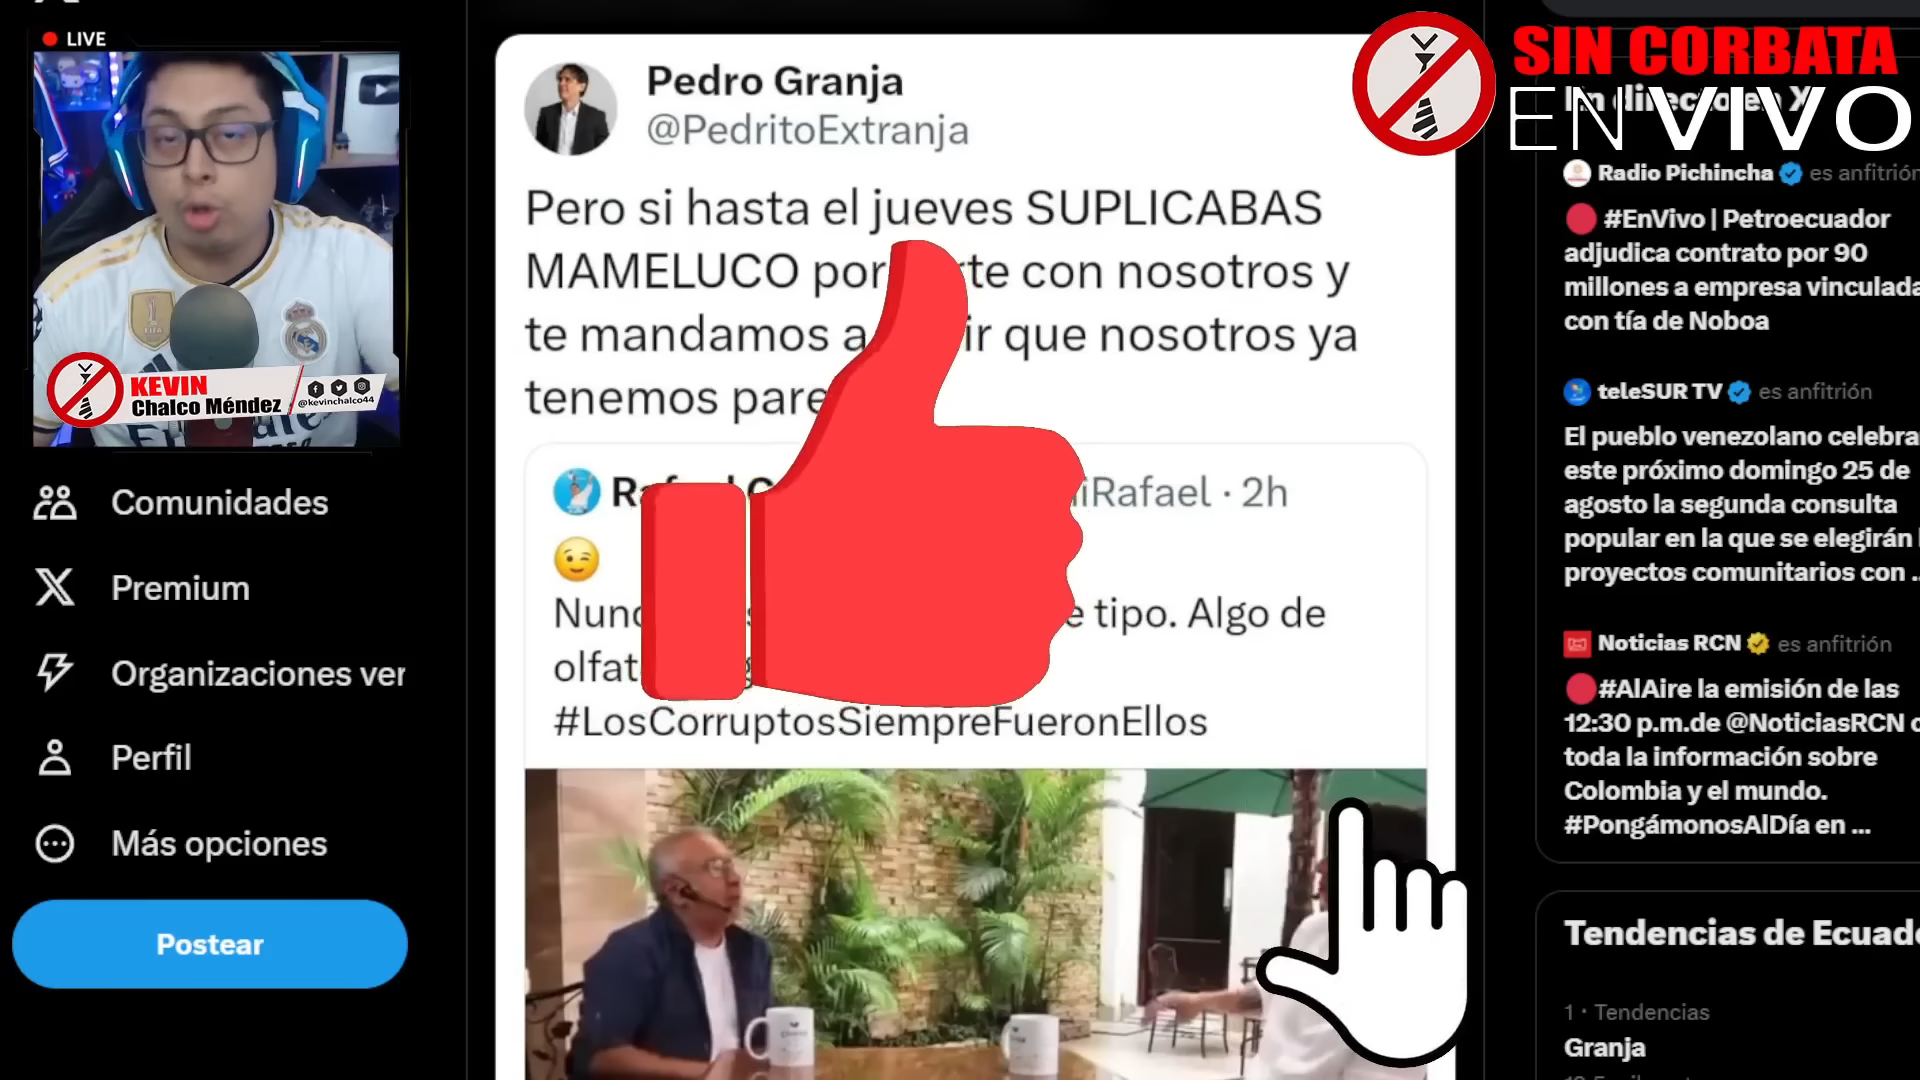 LIVE
KEVIN
Chalco Méndez
@kevinchalco44
Comunidades
Premium
Organizaciones ver
Perfil
Más opciones
Postear
Pedro Granja
@PedritoExtranja
Pero si hasta el jueves SUPLICABAS
MAMELUCO por rte con nosotros y
te mandamos a ir que nosotros ya
tenemos pare
iRafael · 2h
tipo. Algo de
olfat
#LosCorruptosSiempreFueronEllos
SIN CORBATA
EN VIVO
En directo en X
Radio Pichincha es anfitrión
#EnVivo | Petroecuador
adjudica contrato por 90
millones a empresa vinculada
con tía de Noboa
teleSUR TV es anfitrión
El pueblo venezolano celebra
este próximo domingo 25 de
agosto la segunda consulta
popular en la que se elegirán
proyectos comunitarios con ...
Noticias RCN es anfitrión
#AlAire la emisión de las
12:30 p.m.de @NoticiasRCN
toda la información sobre
Colombia y el mundo.
#PongámonosAlDía en ...
Tendencias de Ecuad
1 · Tendencias
Granja